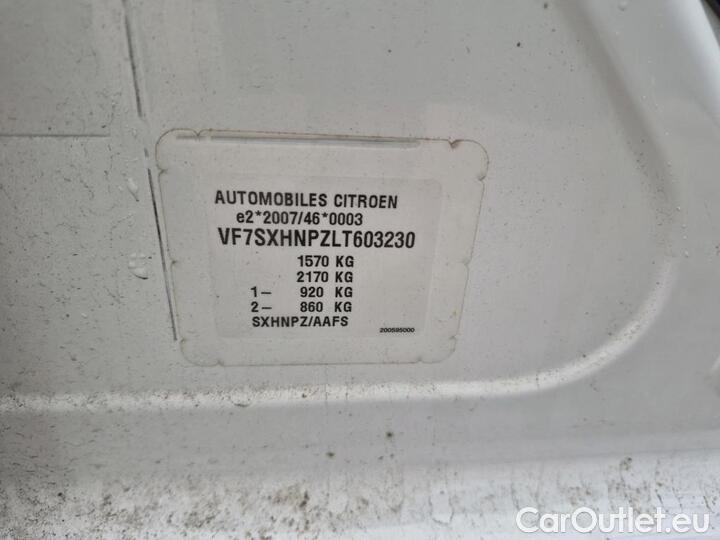 AUTOMOBILES CITROEN
e2*2007/46*0003
VF7SXHNPZLT603230
1570 KG
2170 KG
1– 920 KG
2– 860 KG
SXHNPZ/AAFS
200595000
CarOutlet.eu